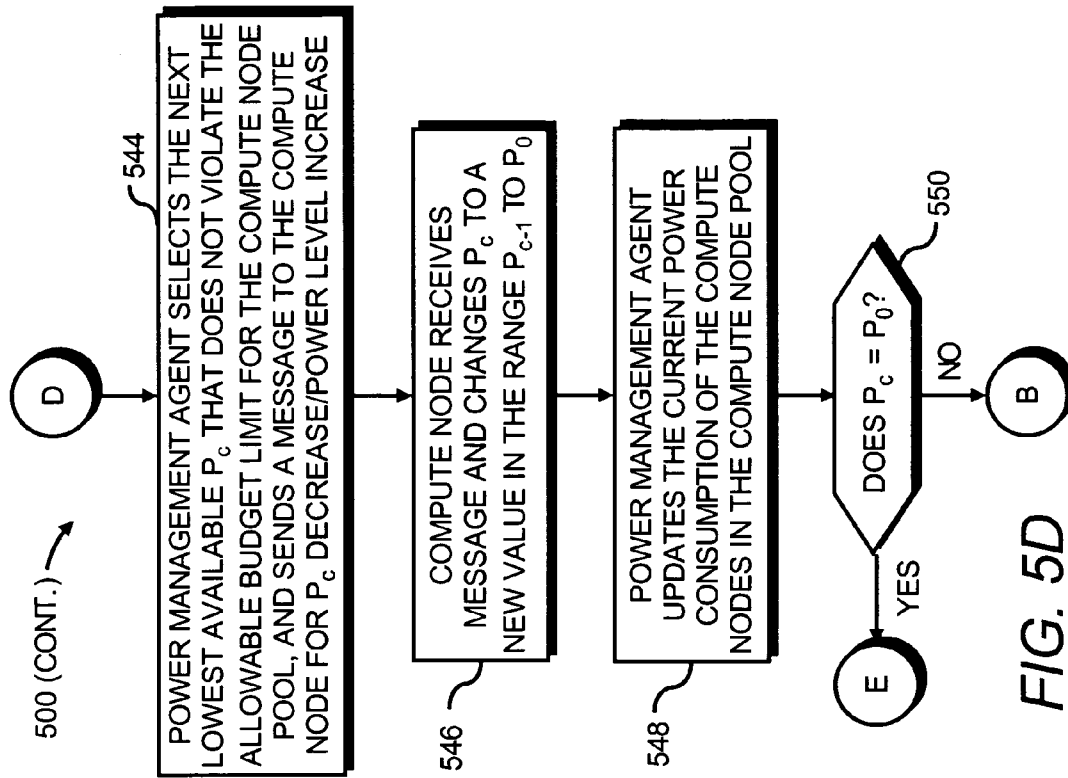 500 (CONT.)
D
544
POWER MANAGEMENT AGENT SELECTS THE NEXT
LOWEST AVAILABLE Pc THAT DOES NOT VIOLATE THE
ALLOWABLE BUDGET LIMIT FOR THE COMPUTE NODE
POOL, AND SENDS A MESSAGE TO THE COMPUTE
NODE FOR Pc DECREASE/POWER LEVEL INCREASE
546
COMPUTE NODE RECEIVES
MESSAGE AND CHANGES Pc TO A
NEW VALUE IN THE RANGE Pc-1 TO P0
548
POWER MANAGEMENT AGENT
UPDATES THE CURRENT POWER
CONSUMPTION OF THE COMPUTE
NODES IN THE COMPUTE NODE POOL
550
DOES Pc = P0?
YES
E
NO
B
FIG. 5D